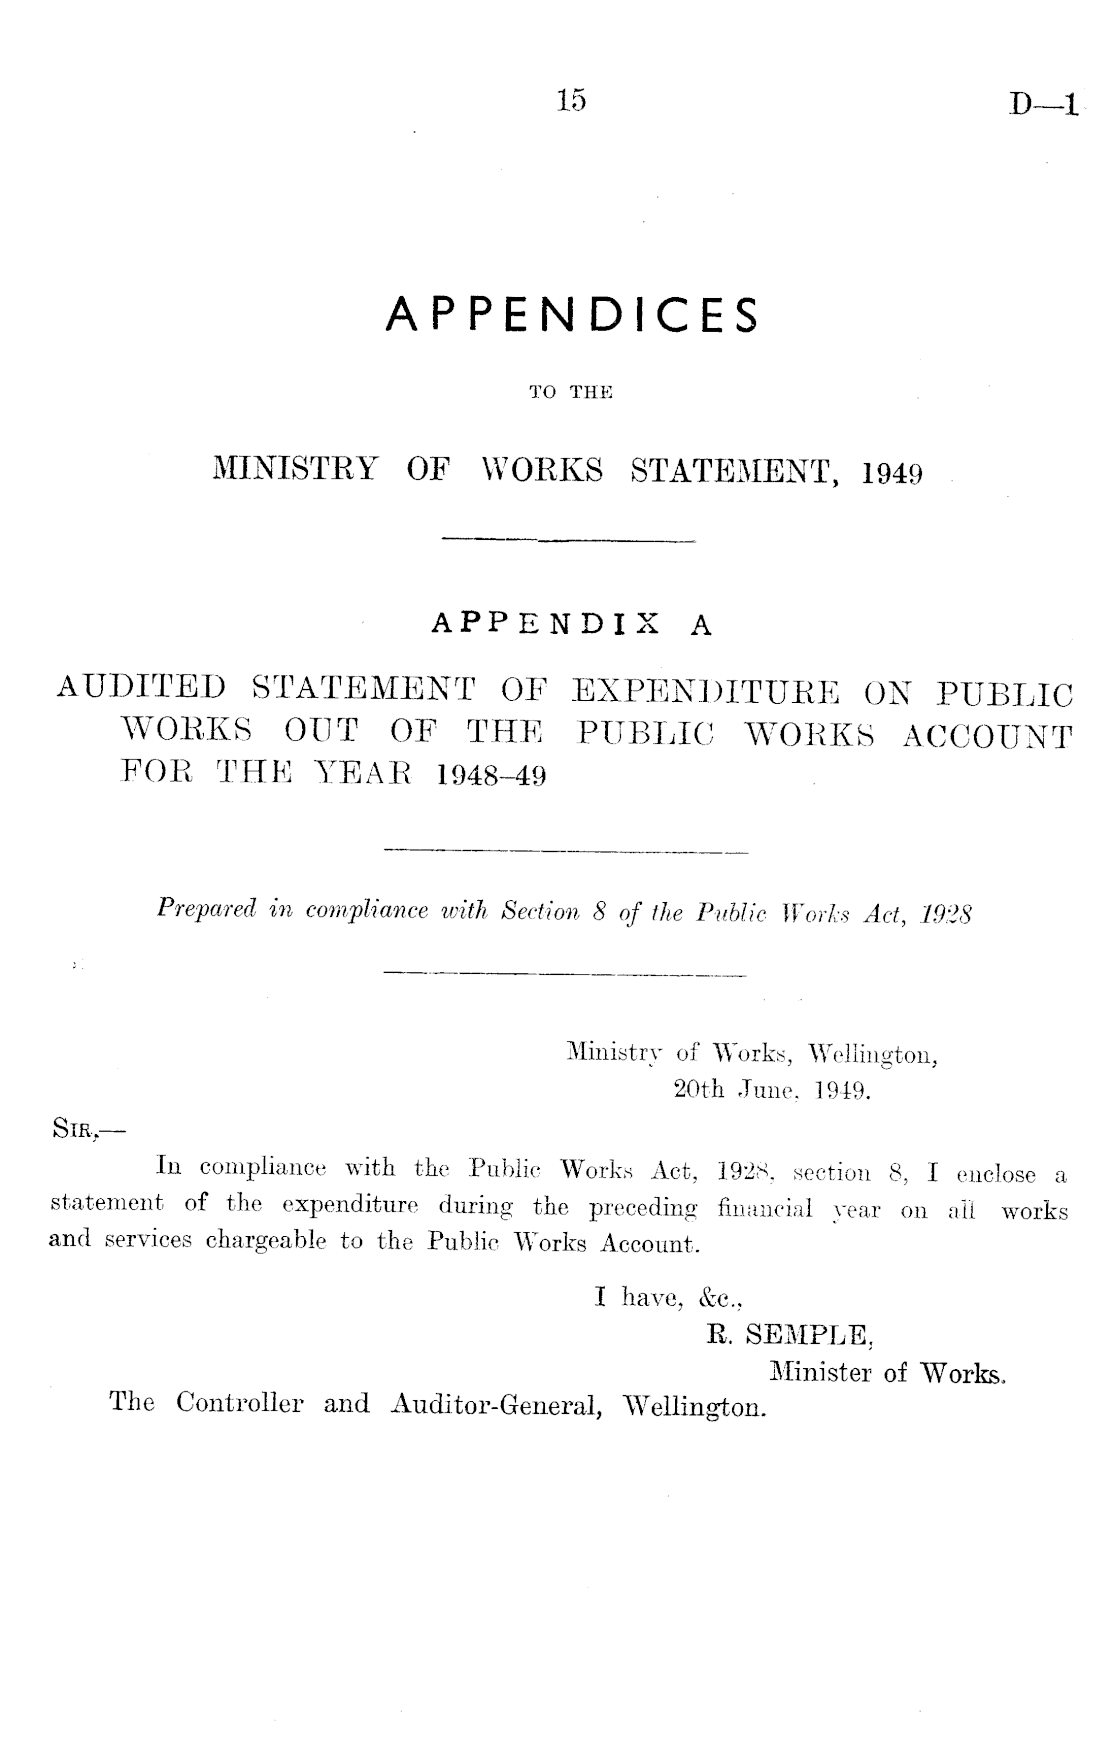 15
D—1
APPENDICES
TO THE
MINISTRY OF WORKS STATEMENT, 1949
APPENDIX A
AUDITED STATEMENT OF EXPENDITURE ON PUBLIC
WORKS OUT OF THE PUBLIC WORKS ACCOUNT
FOR THE YEAR 1948–49
Prepared in compliance with Section 8 of the Public Works Act, 1928
Ministry of Works, Wellington,
20th June, 1949.
SIR,—
In compliance with the Public Works Act, 1928, section 8, I enclose a
statement of the expenditure during the preceding financial year on all works
and services chargeable to the Public Works Account.
I have, &c.,
R. SEMPLE,
Minister of Works.
The Controller and Auditor-General, Wellington.